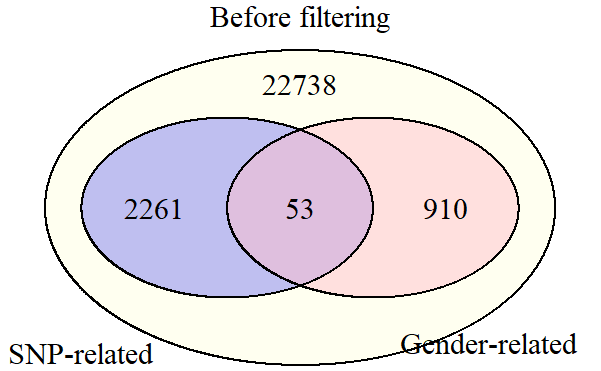 Before filtering
22738
2261 53 910
SNP-related Gender-related